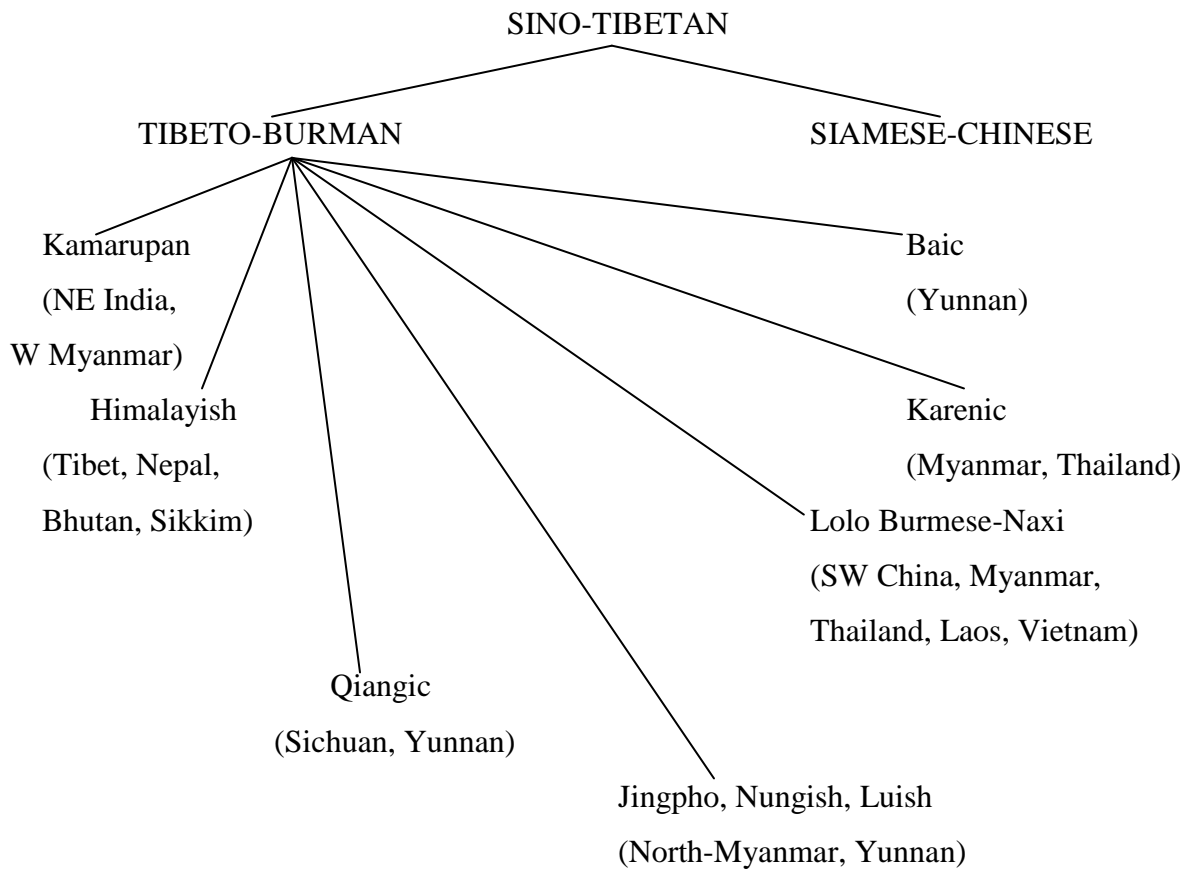 SINO-TIBETAN
TIBETO-BURMAN
SIAMESE-CHINESE
Kamarupan
(NE India,
W Myanmar)
Baic
(Yunnan)
Himalayish
(Tibet, Nepal,
Bhutan, Sikkim)
Karenic
(Myanmar, Thailand)
Lolo Burmese-Naxi
(SW China, Myanmar,
Thailand, Laos, Vietnam)
Qiangic
(Sichuan, Yunnan)
Jingpho, Nungish, Luish
(North-Myanmar, Yunnan)